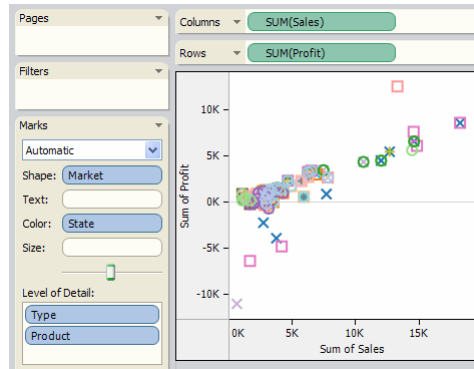 Pages
Filters
Marks
Automatic
Shape: Market
Text:
Color: State
Size:
Level of Detail:
Type
Product
Columns SUM(Sales)
Rows SUM(Profit)
Sum of Profit
10K
5K
0K
-5K
-10K
0K 5K 10K 15K
Sum of Sales